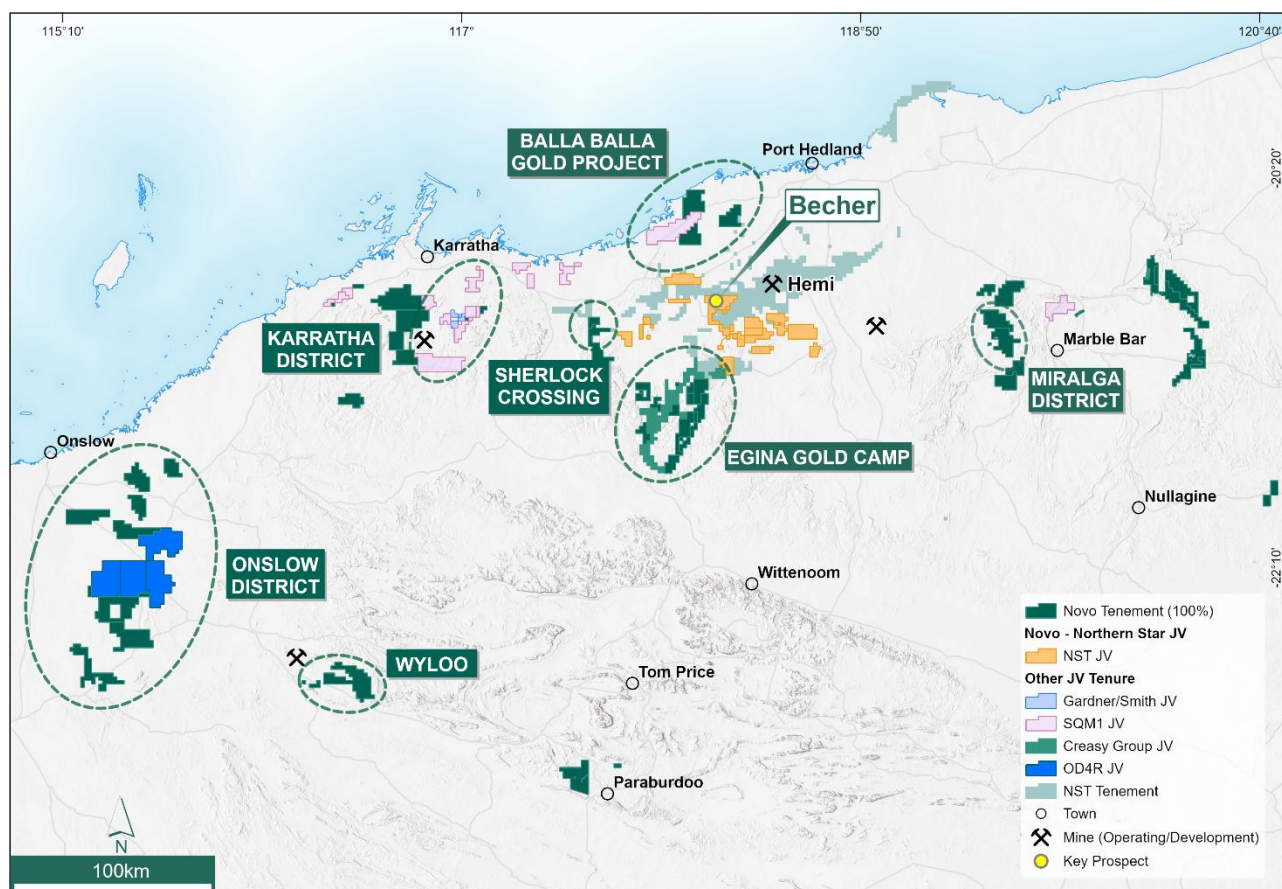 115°10'
117°
118°50'
120°40'
BALLA BALLA
GOLD PROJECT
Port Hedland
-20°20'
Becher
Karratha
Hemi
KARRATHA
DISTRICT
SHERLOCK
CROSSING
Marble Bar
MIRALGA
DISTRICT
Onslow
EGINA GOLD CAMP
Nullagine
ONSLOW
DISTRICT
Wittenoom
-22°10'
WYLOO
Tom Price
Paraburdoo
N
100km
Novo Tenement (100%)
Novo - Northern Star JV
NST JV
Other JV Tenure
Gardner/Smith JV
SQM1 JV
Creasy Group JV
OD4R JV
NST Tenement
Town
Mine (Operating/Development)
Key Prospect